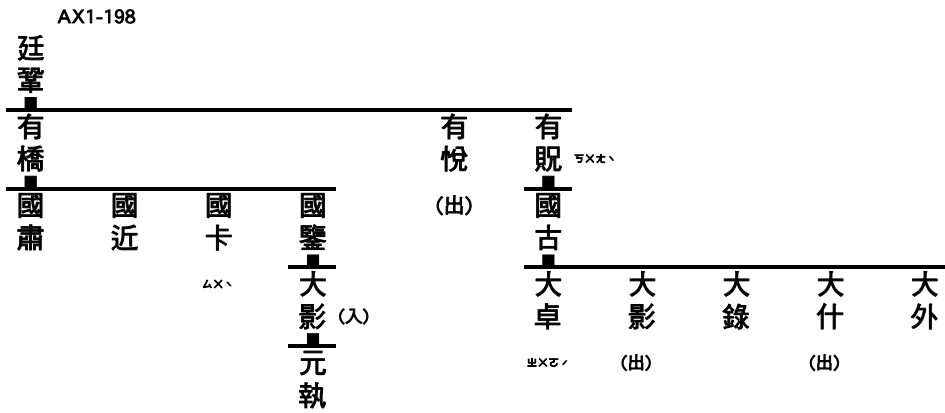 AX1-198
廷鞏
有橋
有悅
(出)
有貺
ㄎㄨㄤˋ
國肅
國近
國卡
ㄙㄨˋ
國鑒
國古
大影
(入)
大卓
ㄓㄨㄛˊ
大影
(出)
大錄
大什
(出)
大外
元執